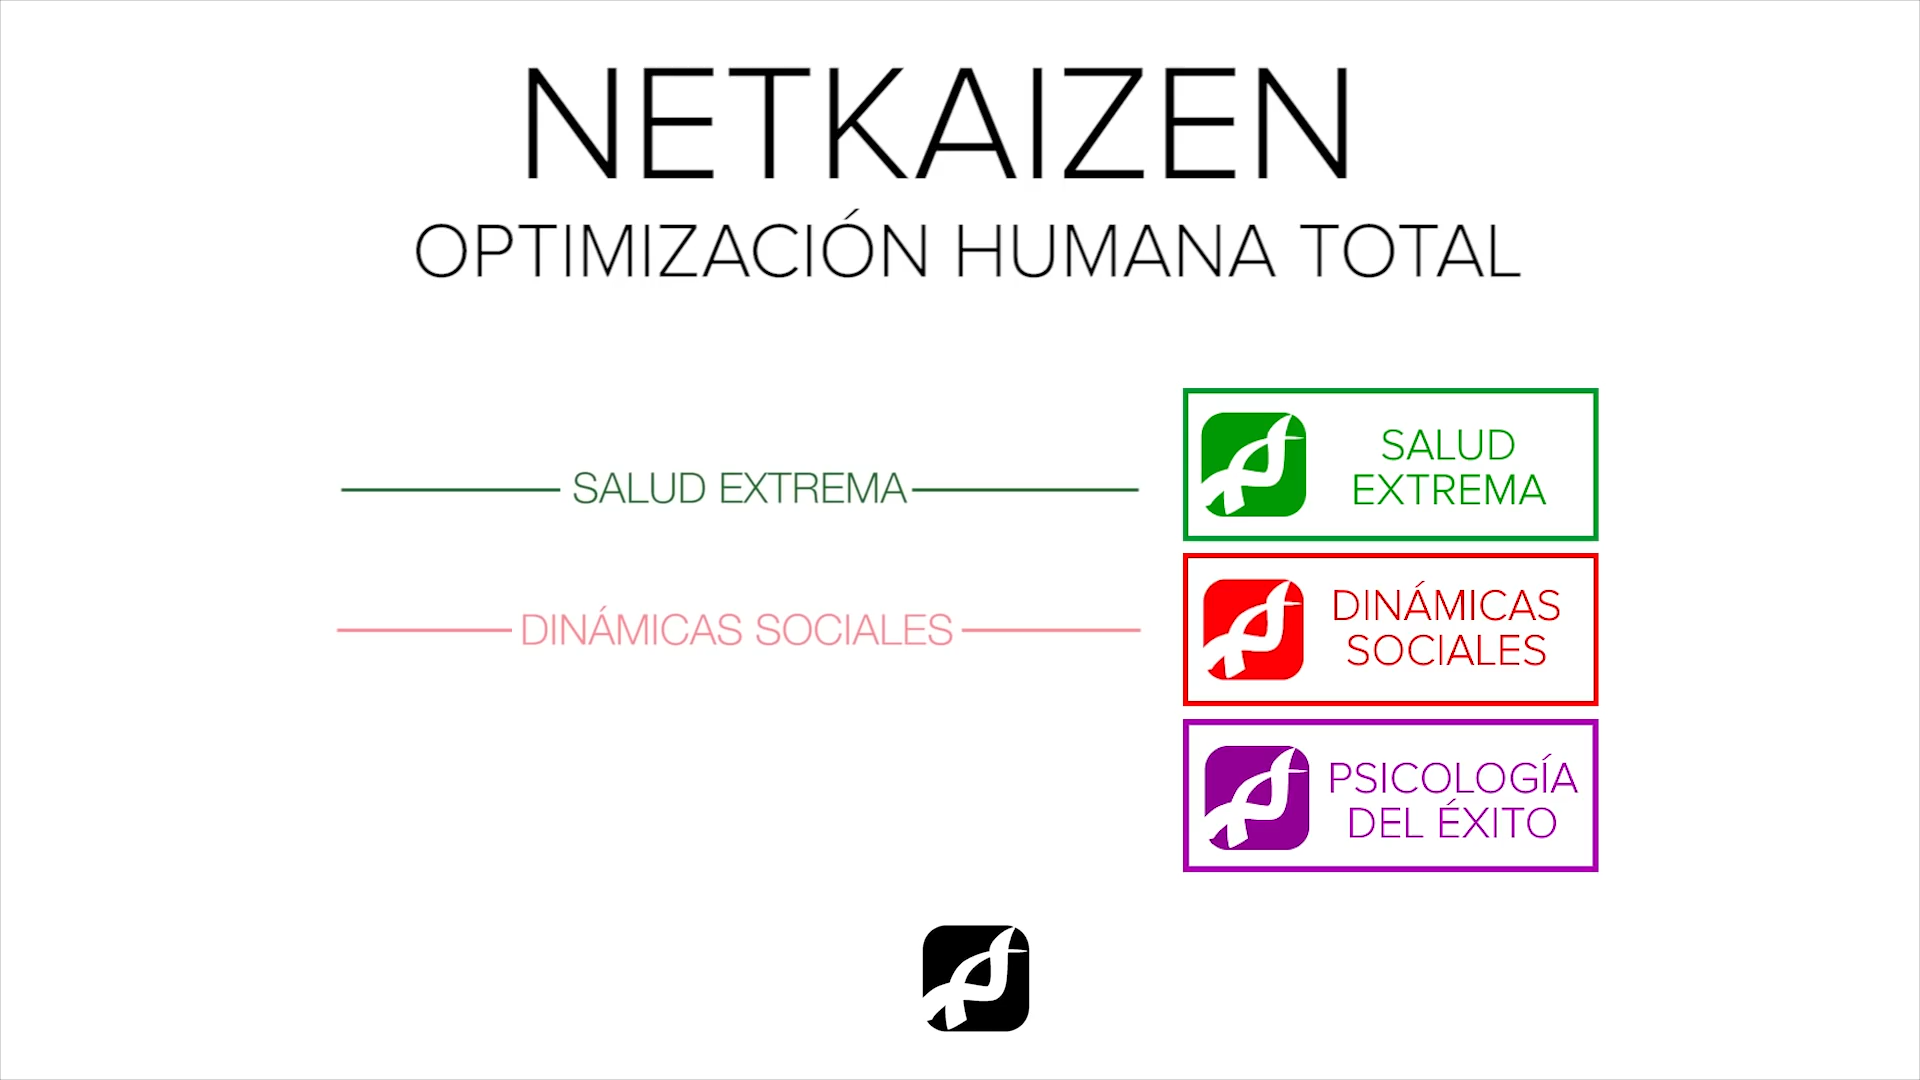 NETKAIZEN
OPTIMIZACIÓN HUMANA TOTAL
SALUD EXTREMA
SALUD
EXTREMA
DINÁMICAS SOCIALES
DINÁMICAS
SOCIALES
PSICOLOGÍA
DEL ÉXITO